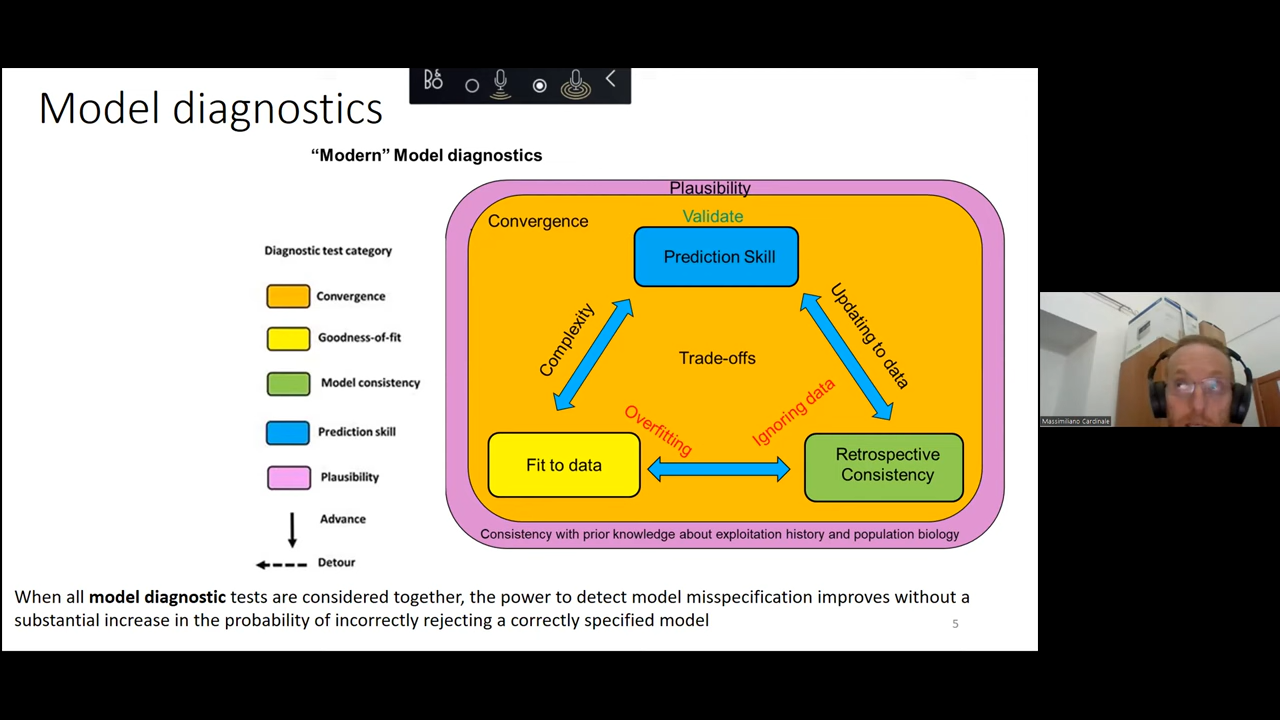 B&O
Model diagnostics
“Modern” Model diagnostics
Plausibility
Validate
Convergence
Prediction Skill
Diagnostic test category
Convergence
Goodness-of-fit
Model consistency
Prediction skill
Plausibility
Advance
Detour
Complexity
Updating to data
Trade-offs
Overfitting
Ignoring data
Fit to data
Retrospective
Consistency
Consistency with prior knowledge about exploitation history and population biology
When all model diagnostic tests are considered together, the power to detect model misspecification improves without a
substantial increase in the probability of incorrectly rejecting a correctly specified model
5
Massimiliano Cardinale